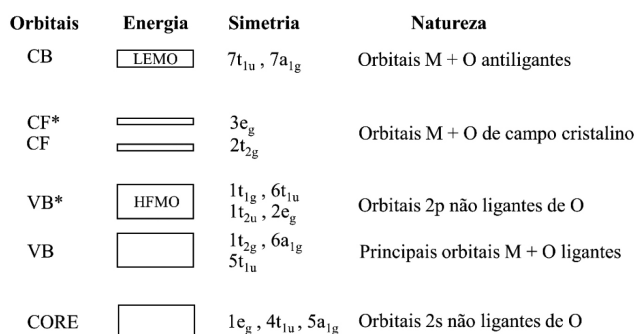 Orbitais Energia Simetria Natureza
CB LEMO 7t1u , 7a1g Orbitais M + O antiligantes
CF* 3eg
Orbitais M + O de campo cristalino
CF 2t2g
VB* HFMO 1t1g , 6t1u
1t2u , 2eg Orbitais 2p não ligantes de O
VB 1t2g , 6a1g Principais orbitais M + O ligantes
5t1u
CORE 1eg , 4t1u , 5a1g Orbitais 2s não ligantes de O